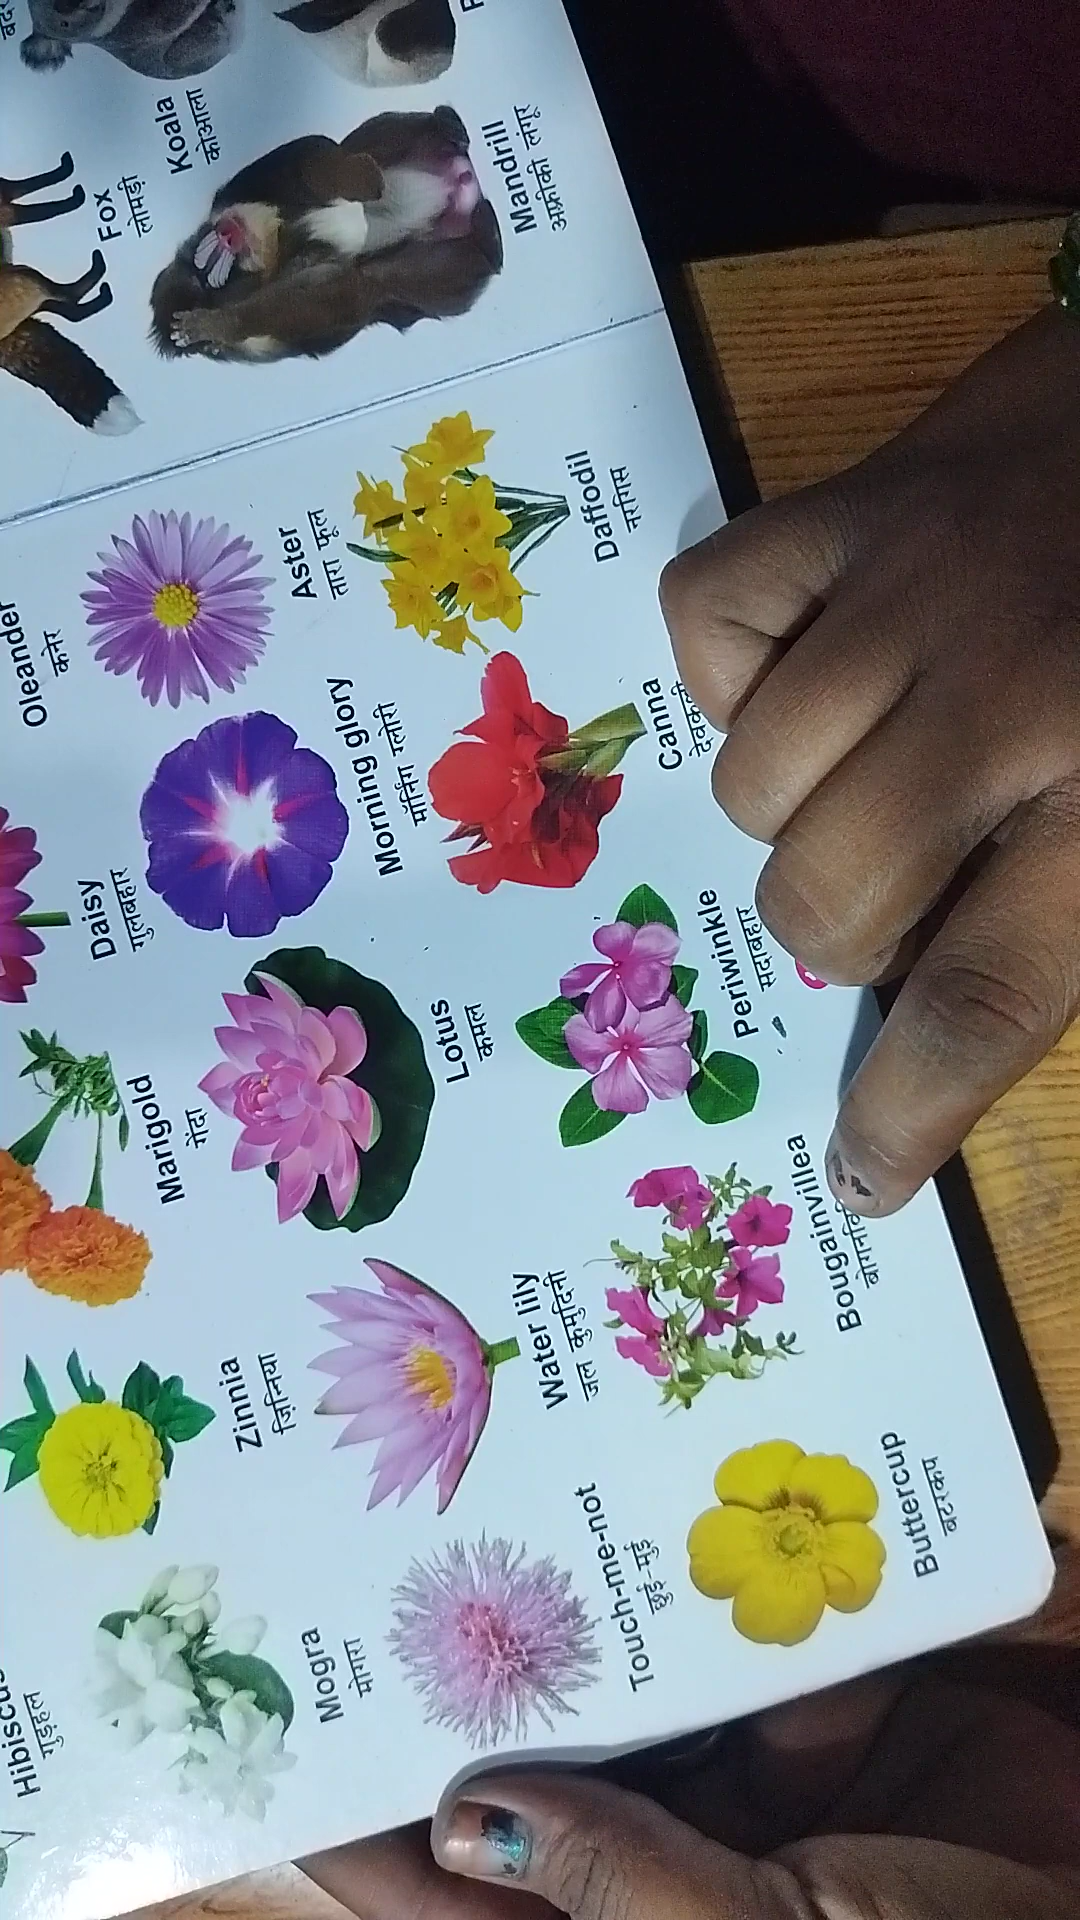 Hibiscus
गुड़हल
Mogra
मोगरा
Zinnia
ज़िन्निया
Marigold
गेंदा
Daisy
गुलबहार
Oleander
कनेर
Touch-me-not
छुई-मुई
Water lily
जल कुमुदिनी
Lotus
कमल
Morning glory
मॉर्निंग ग्लोरी
Aster
तारा फूल
Buttercup
बटरकप
Bougainvillea
Periwinkle
सदाबहार
Canna
देवकली
Daffodil
नरगिस
Fox
लोमड़ी
Koala
कोआला
Mandrill
अफ़्रीकी लंगूर